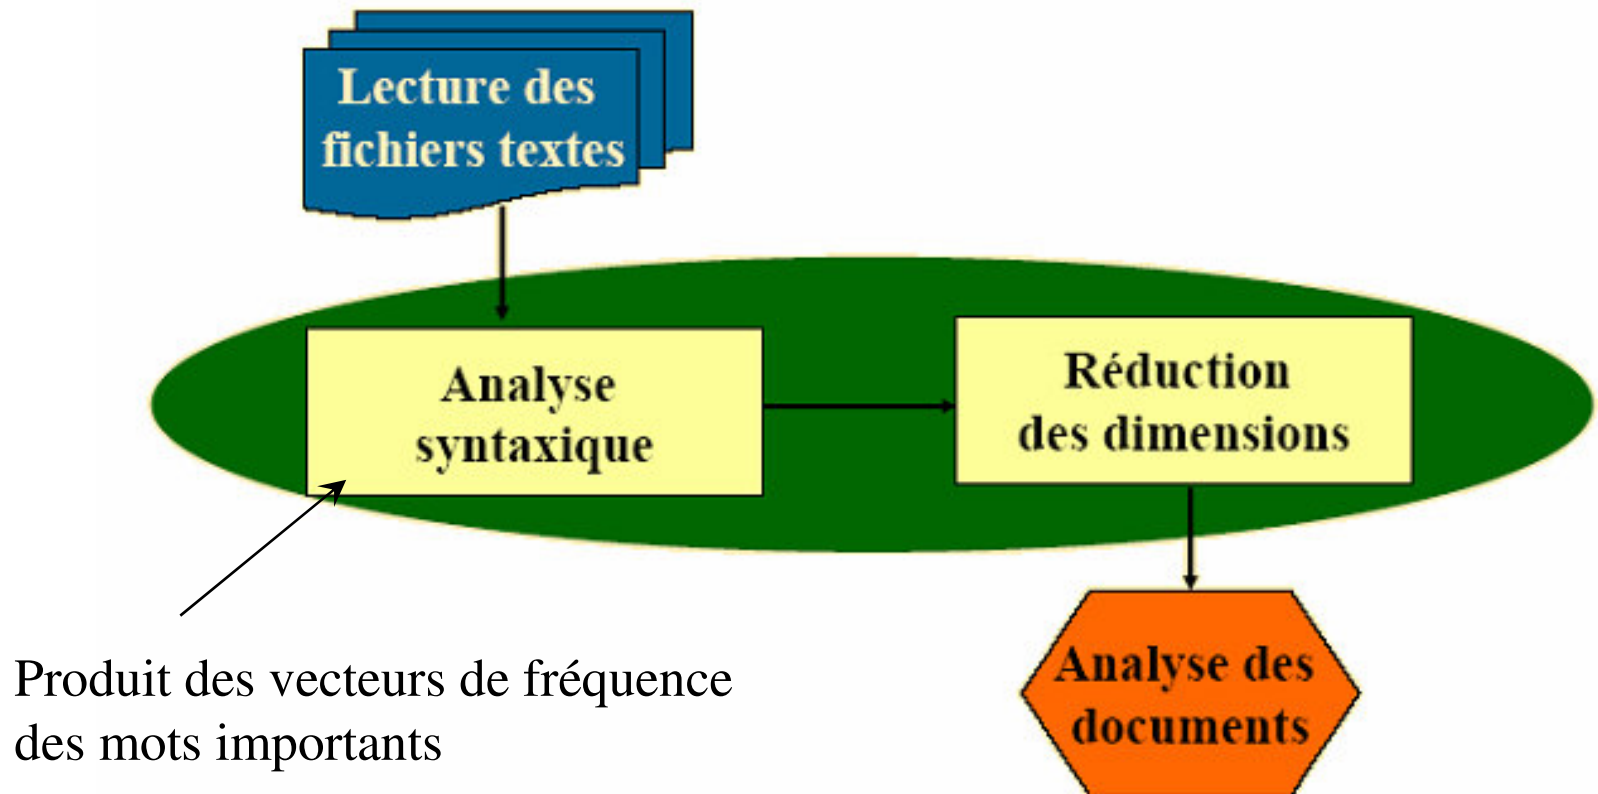 Lecture des
fichiers textes
Analyse
syntaxique
Réduction
des dimensions
Produit des vecteurs de fréquence
des mots importants
Analyse des
documents